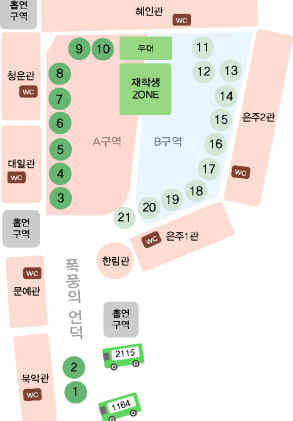 흡연
구역
혜인관
WC
9
10
무대
11
청운관
WC
8
7
6
5
4
3
재학생
ZONE
A구역
B구역
12
13
14
15
16
17
18
19
20
21
은주2관
WC
대일관
WC
흡연
구역
WC
은주1관
한림관
WC
문예관
폭풍의 언덕
흡연
구역
2115
2
1
북악관
WC
1164